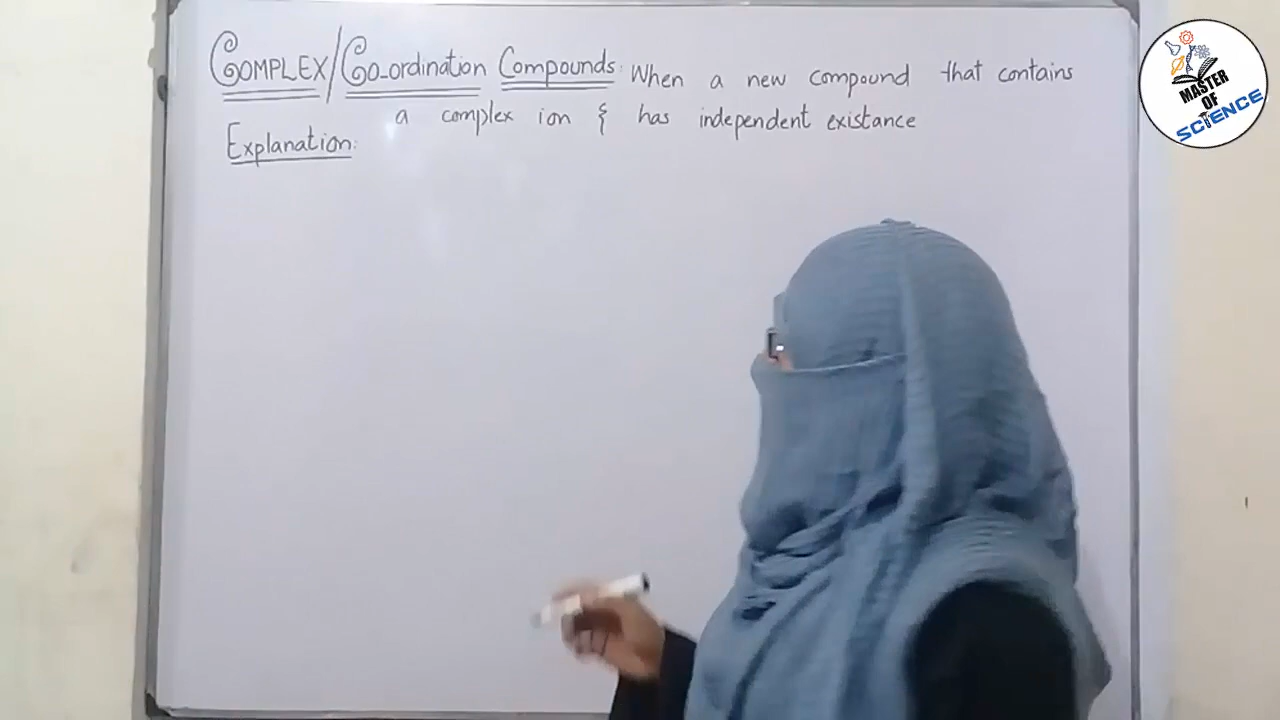 COMPLEX/Co-ordination Compounds: When a new compound that contains
a complex ion & has independent existance
Explanation:
MASTER
OF
SCIENCE